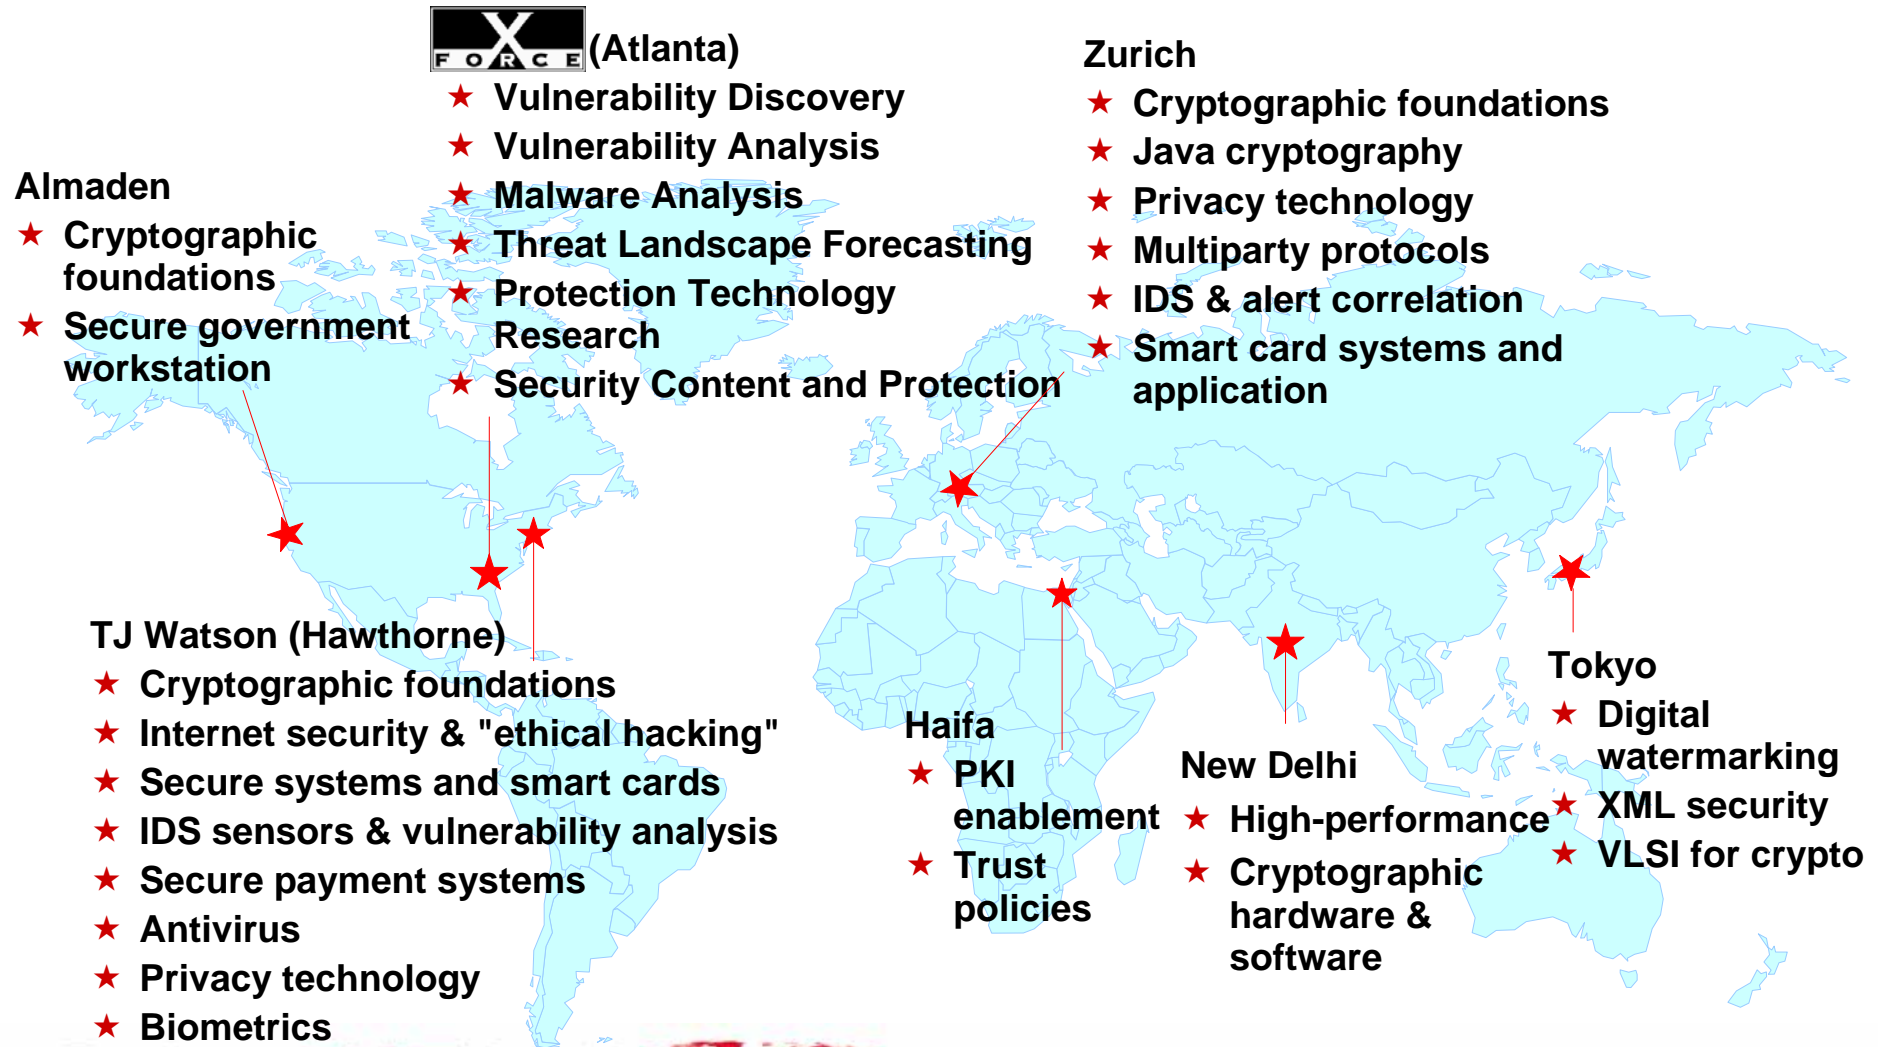 X
FORCE (Atlanta)
★ Vulnerability Discovery
★ Vulnerability Analysis
★ Malware Analysis
★ Threat Landscape Forecasting
★ Protection Technology
Research
★ Security Content and Protection
Zurich
★ Cryptographic foundations
★ Java cryptography
★ Privacy technology
★ Multiparty protocols
★ IDS & alert correlation
★ Smart card systems and
application
Almaden
★ Cryptographic
foundations
★ Secure government
workstation
TJ Watson (Hawthorne)
★ Cryptographic foundations
★ Internet security & "ethical hacking"
★ Secure systems and smart cards
★ IDS sensors & vulnerability analysis
★ Secure payment systems
★ Antivirus
★ Privacy technology
★ Biometrics
Haifa
★ PKI
enablement
★ Trust
policies
New Delhi
★ High-performance
★ Cryptographic
hardware &
software
Tokyo
★ Digital
watermarking
★ XML security
★ VLSI for crypto